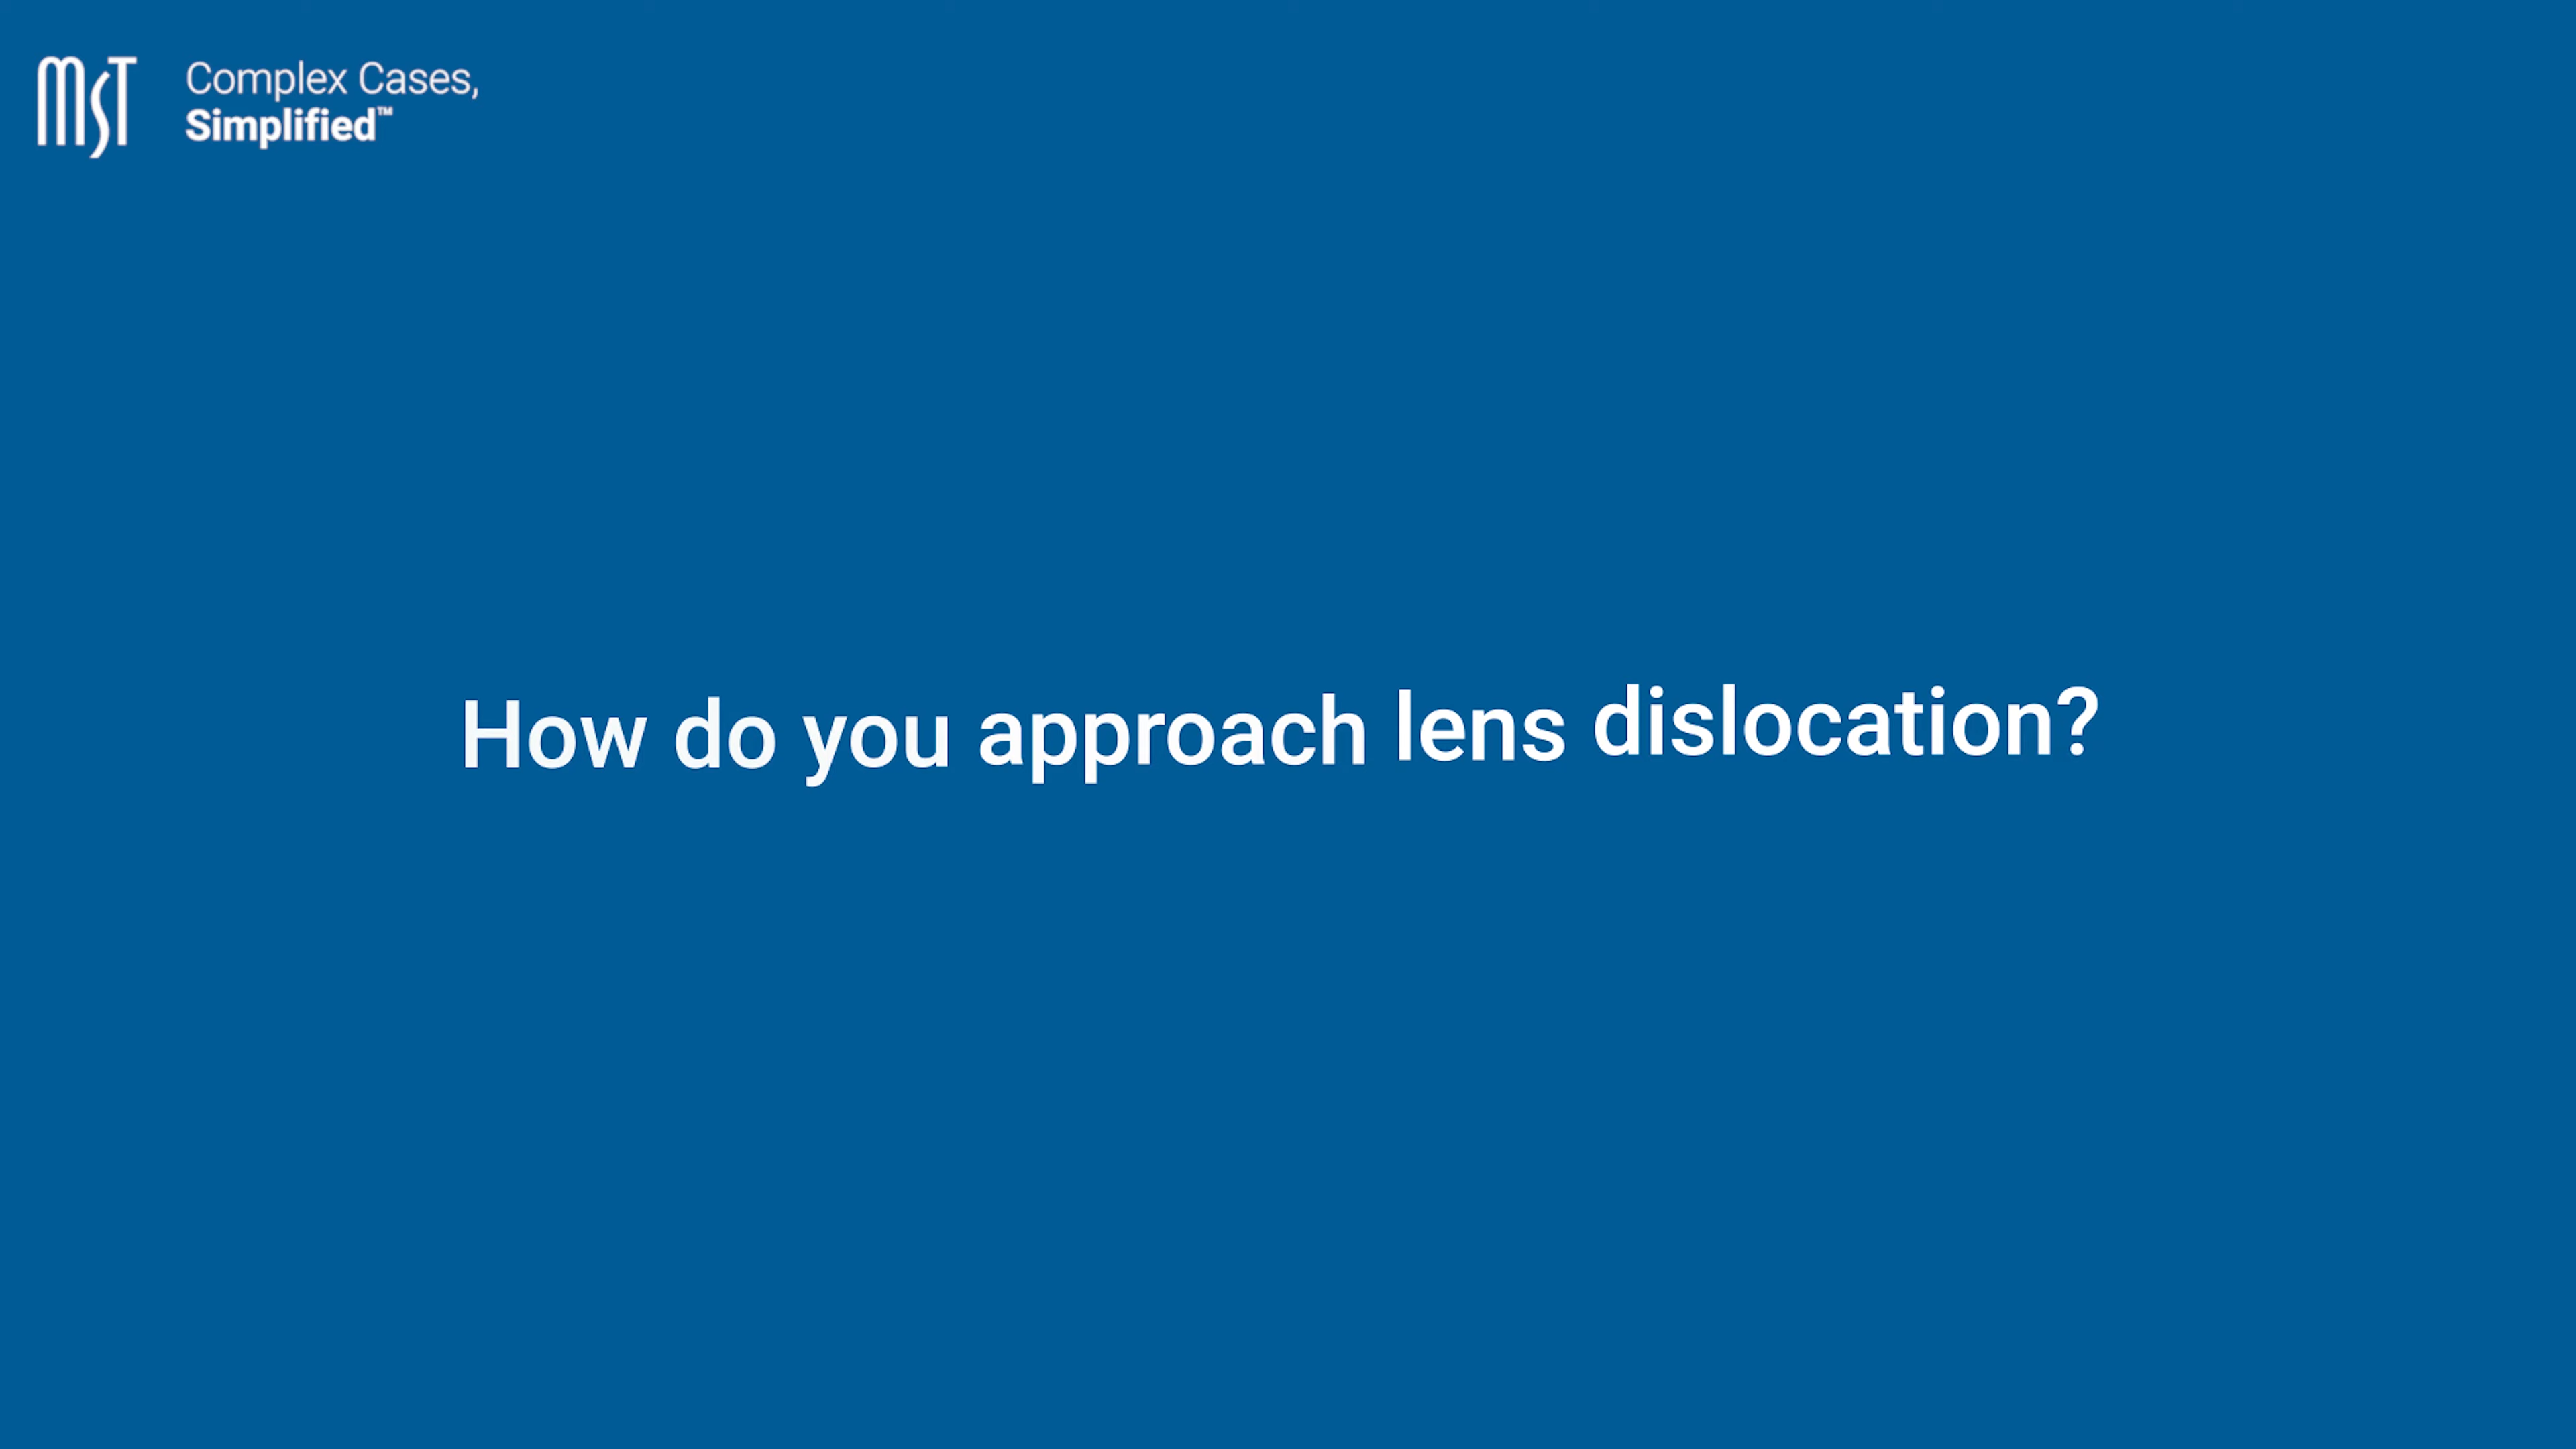 MST
Complex Cases,
Simplified™
How do you approach lens dislocation?